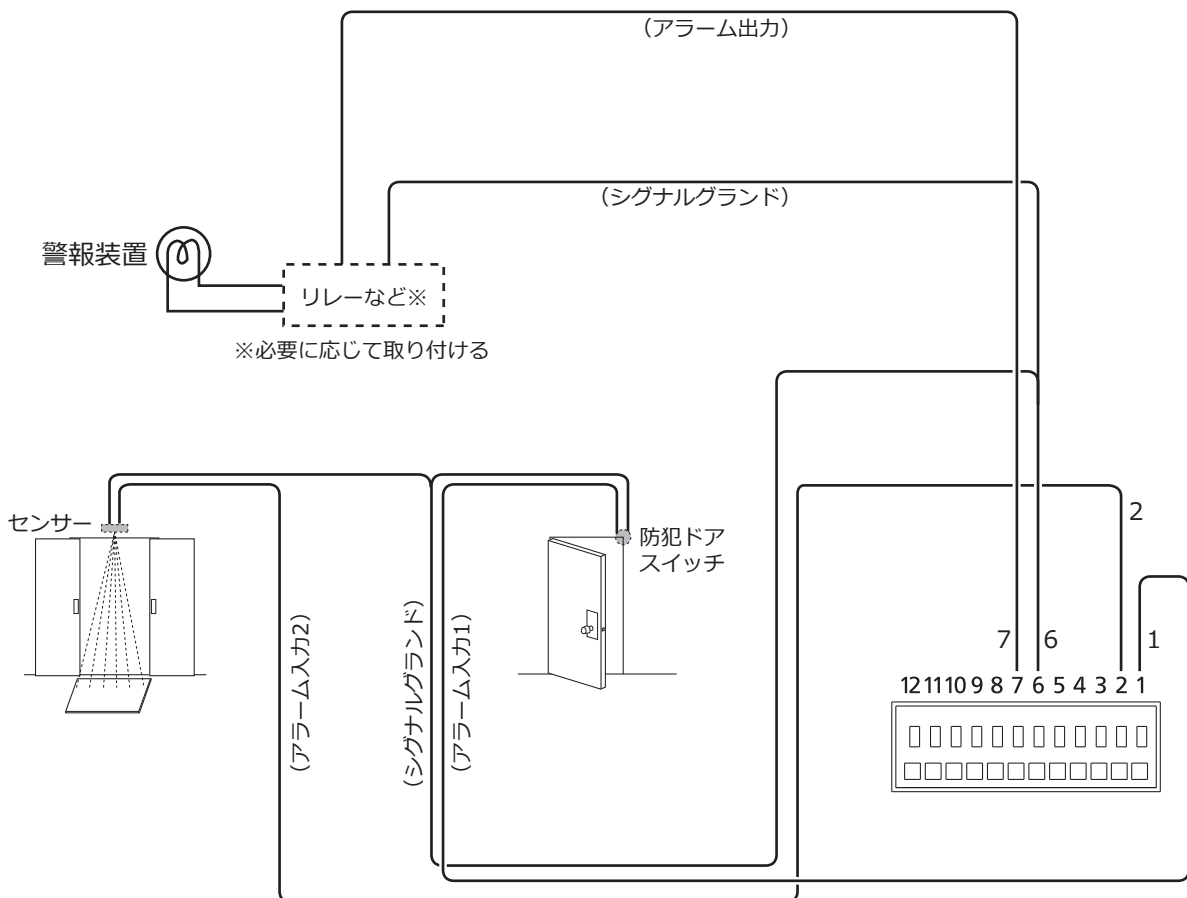 (アラーム出力)
(シグナルグランド)
警報装置
リレーなど※
※必要に応じて取り付ける
センサー
防犯ドア
スイッチ
(アラーム入力2)
(シグナルグランド)
(アラーム入力1)
2
7
6
1
12 11 10 9 8 7 6 5 4 3 2 1